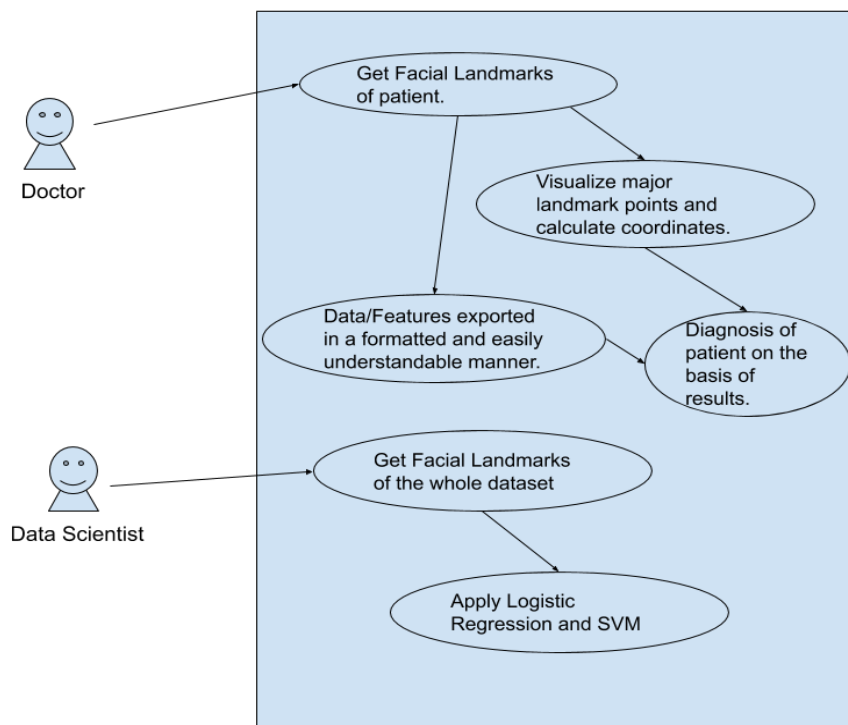 Get Facial Landmarks
of patient.
Doctor
Visualize major
landmark points and
calculate coordinates.
Data/Features exported
in a formatted and easily
understandable manner.
Diagnosis of
patient on the
basis of
results.
Get Facial Landmarks
of the whole dataset
Data Scientist
Apply Logistic
Regression and SVM